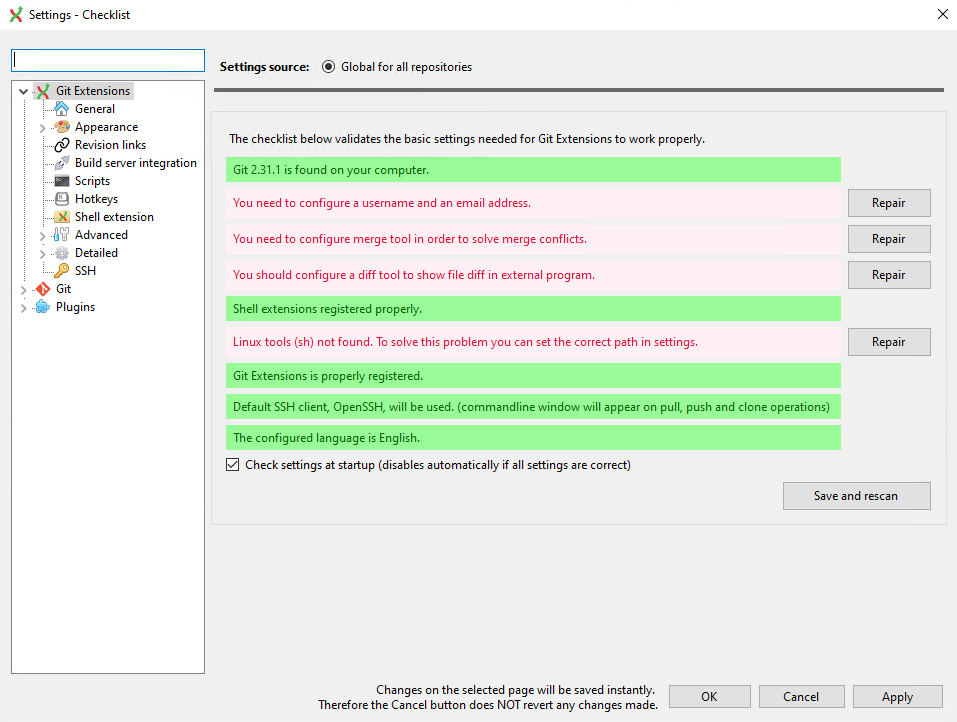 Settings - Checklist
Settings source: Global for all repositories
Git Extensions
General
Appearance
Revision links
Build server integration
Scripts
Hotkeys
Shell extension
Advanced
Detailed
SSH
Git
Plugins
The checklist below validates the basic settings needed for Git Extensions to work properly.
Git 2.31.1 is found on your computer.
You need to configure a username and an email address.
Repair
You need to configure merge tool in order to solve merge conflicts.
Repair
You should configure a diff tool to show file diff in external program.
Repair
Shell extensions registered properly.
Linux tools (sh) not found. To solve this problem you can set the correct path in settings.
Repair
Git Extensions is properly registered.
Default SSH client, OpenSSH, will be used. (commandline window will appear on pull, push and clone operations)
The configured language is English.
Check settings at startup (disables automatically if all settings are correct)
Save and rescan
Changes on the selected page will be saved instantly.
Therefore the Cancel button does NOT revert any changes made.
OK
Cancel
Apply